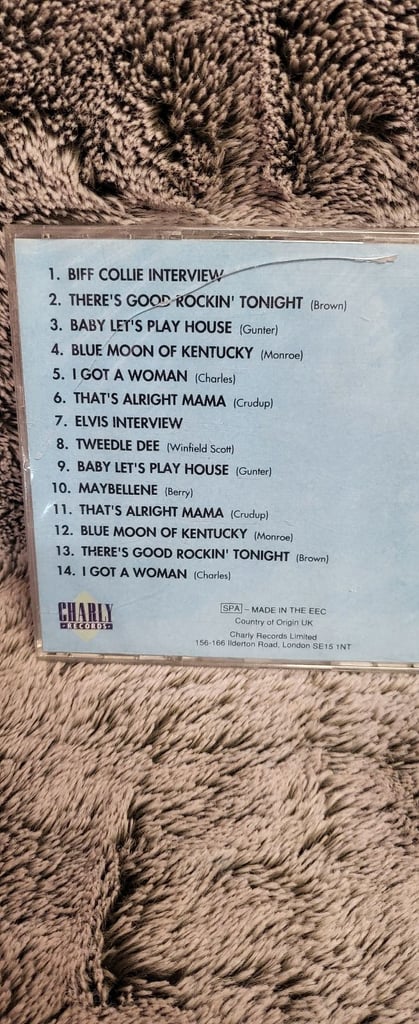 1. BIFF COLLIE INTERVIEW
2. THERE'S GOOD ROCKIN' TONIGHT (Brown)
3. BABY LET'S PLAY HOUSE (Gunter)
4. BLUE MOON OF KENTUCKY (Monroe)
5. I GOT A WOMAN (Charles)
6. THAT'S ALRIGHT MAMA (Crudup)
7. ELVIS INTERVIEW
8. TWEEDLE DEE (Winfield Scott)
9. BABY LET'S PLAY HOUSE (Gunter)
10. MAYBELLENE (Berry)
11. THAT'S ALRIGHT MAMA (Crudup)
12. BLUE MOON OF KENTUCKY (Monroe)
13. THERE'S GOOD ROCKIN' TONIGHT (Brown)
14. I GOT A WOMAN (Charles)
CHARLY
RECORDS
SPA – MADE IN THE EEC
Country of Origin UK
Charly Records Limited
156-166 Ilderton Road, London SE15 1NT